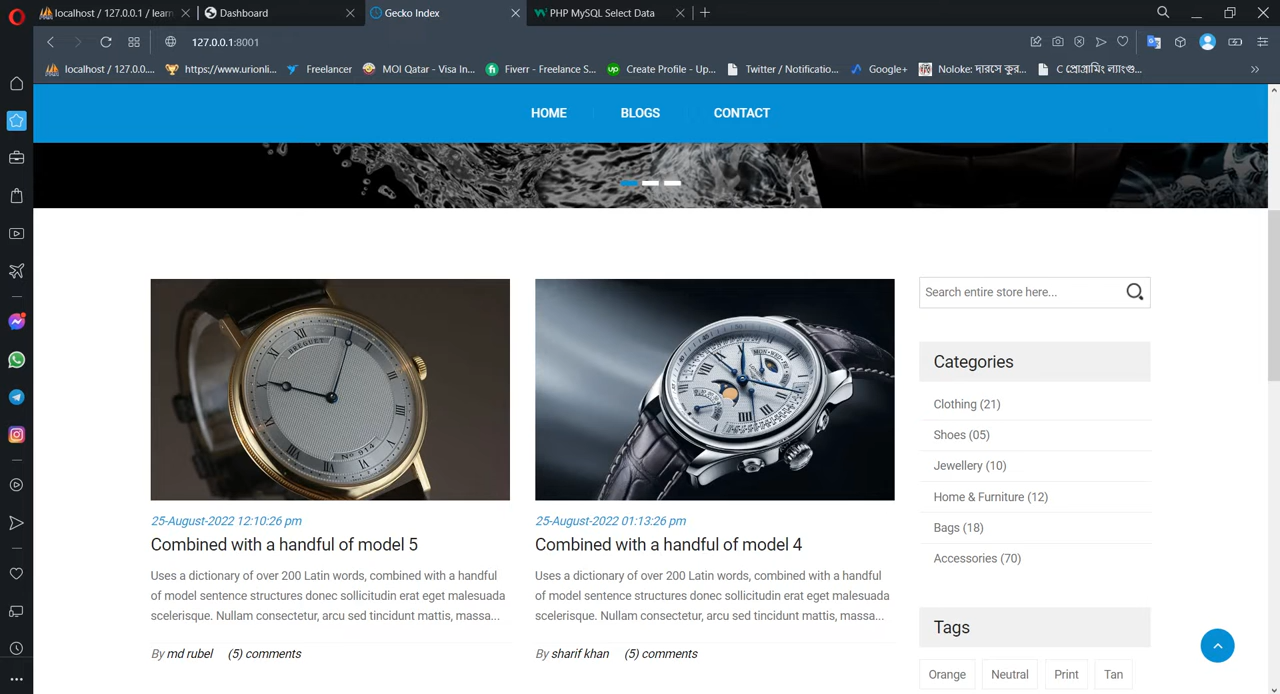 localhost / 127.0.0.1 / learn
Dashboard
Gecko Index
PHP MySQL Select Data
127.0.0.1:8001
localhost / 127.0.0....
https://www.urionli...
Freelancer
MOI Qatar - Visa In...
Fiverr - Freelance S...
Create Profile - Up...
Twitter / Notificatio...
Google+
Noloke: দারসে কুর...
C প্রোগ্রামিং ল্যাংগু...
HOME
BLOGS
CONTACT
BREGUET
No 914
MON WED FRI
25-August-2022 12:10:26 pm
Combined with a handful of model 5
Uses a dictionary of over 200 Latin words, combined with a handful
of model sentence structures donec sollicitudin erat eget malesuada
scelerisque. Nullam consectetur, arcu sed tincidunt mattis, massa...
By md rubel (5) comments
25-August-2022 01:13:26 pm
Combined with a handful of model 4
Uses a dictionary of over 200 Latin words, combined with a handful
of model sentence structures donec sollicitudin erat eget malesuada
scelerisque. Nullam consectetur, arcu sed tincidunt mattis, massa...
By sharif khan (5) comments
Search entire store here...
Categories
Clothing (21)
Shoes (05)
Jewellery (10)
Home & Furniture (12)
Bags (18)
Accessories (70)
Tags
Orange
Neutral
Print
Tan